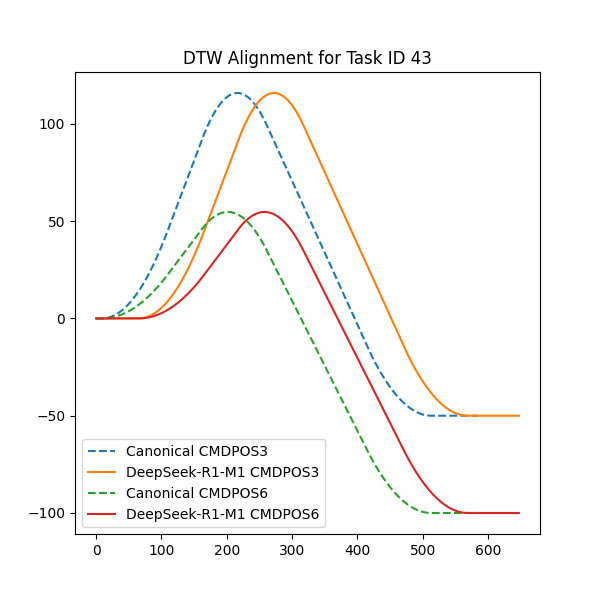 DTW Alignment for Task ID 43
100
50
0
−50
−100
Canonical CMDPOS3
DeepSeek-R1-M1 CMDPOS3
Canonical CMDPOS6
DeepSeek-R1-M1 CMDPOS6
0 100 200 300 400 500 600